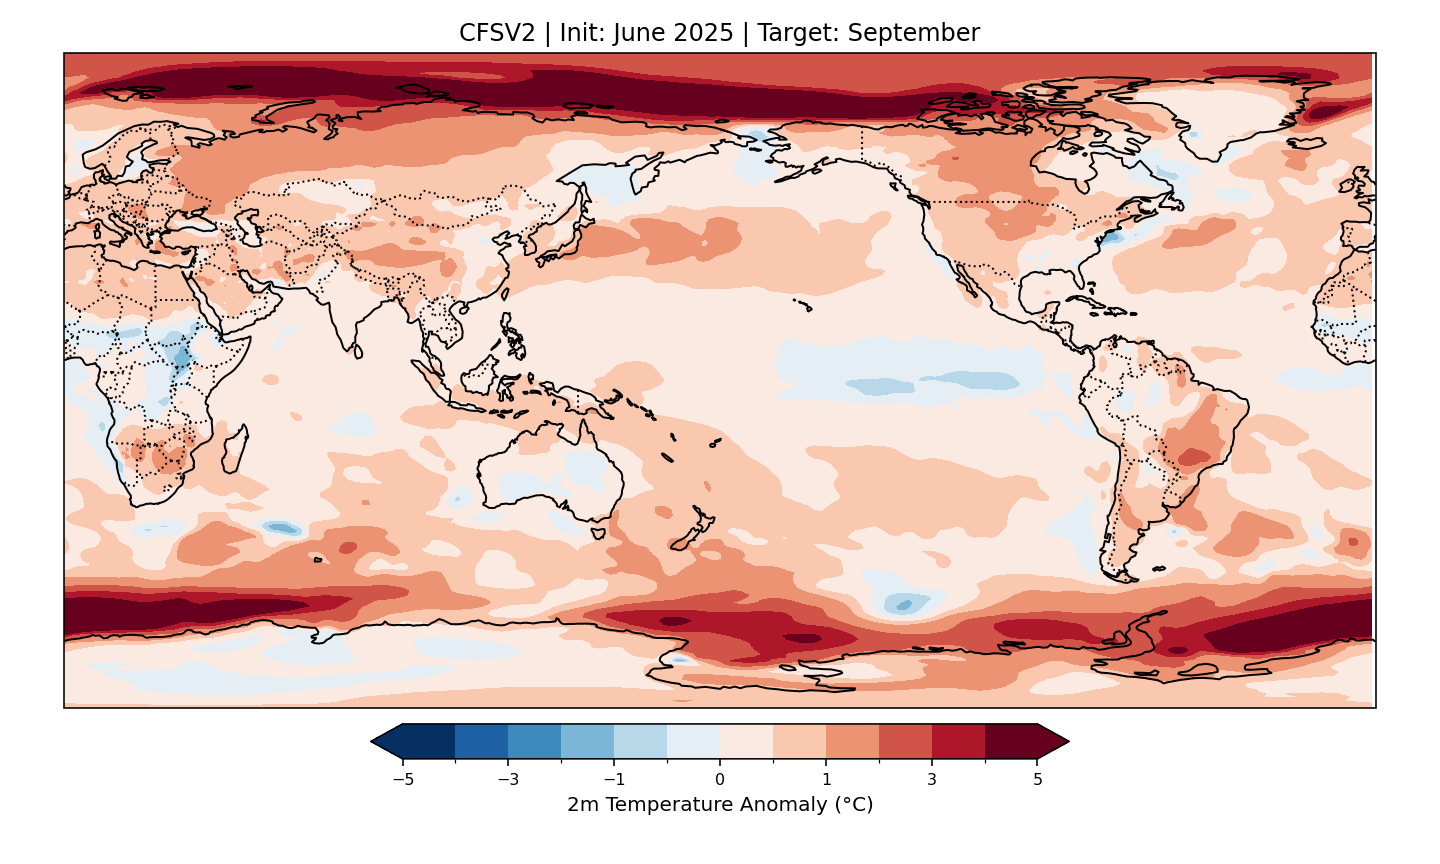 CFSV2 | Init: June 2025 | Target: September
−5 −3 −1 0 1 3 5
2m Temperature Anomaly (°C)